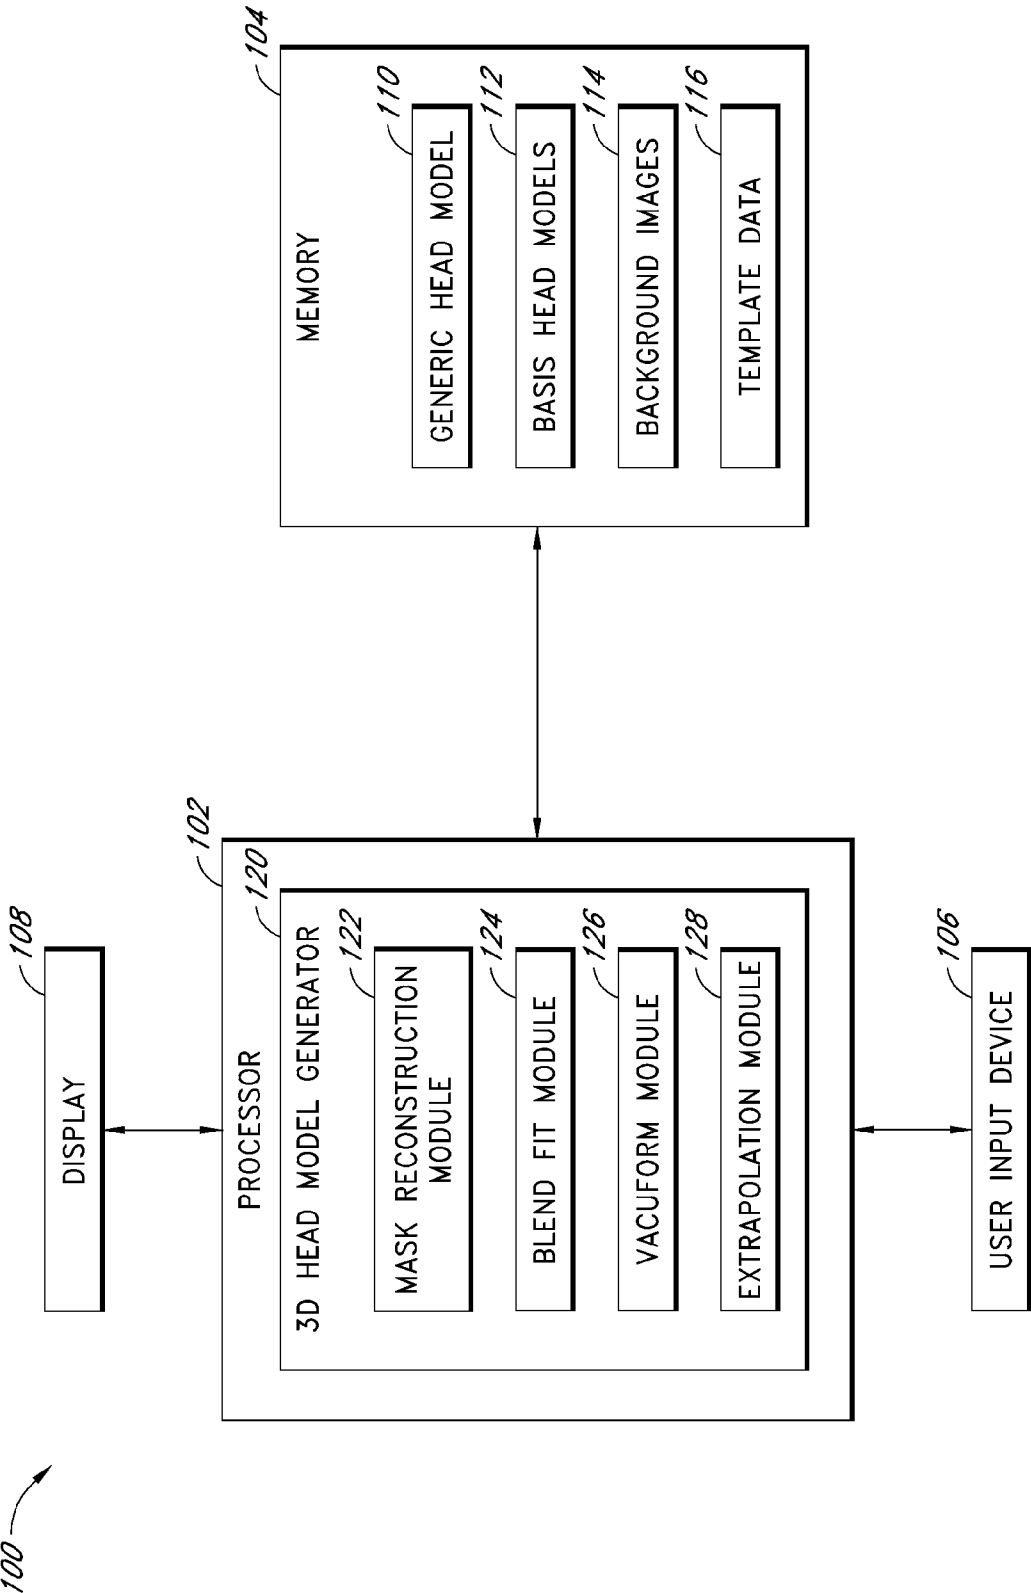 100
108
DISPLAY
102
PROCESSOR
120
3D HEAD MODEL GENERATOR
122
MASK RECONSTRUCTION
MODULE
124
BLEND FIT MODULE
126
VACUFORM MODULE
128
EXTRAPOLATION MODULE
106
USER INPUT DEVICE
104
MEMORY
110
GENERIC HEAD MODEL
112
BASIS HEAD MODELS
114
BACKGROUND IMAGES
116
TEMPLATE DATA